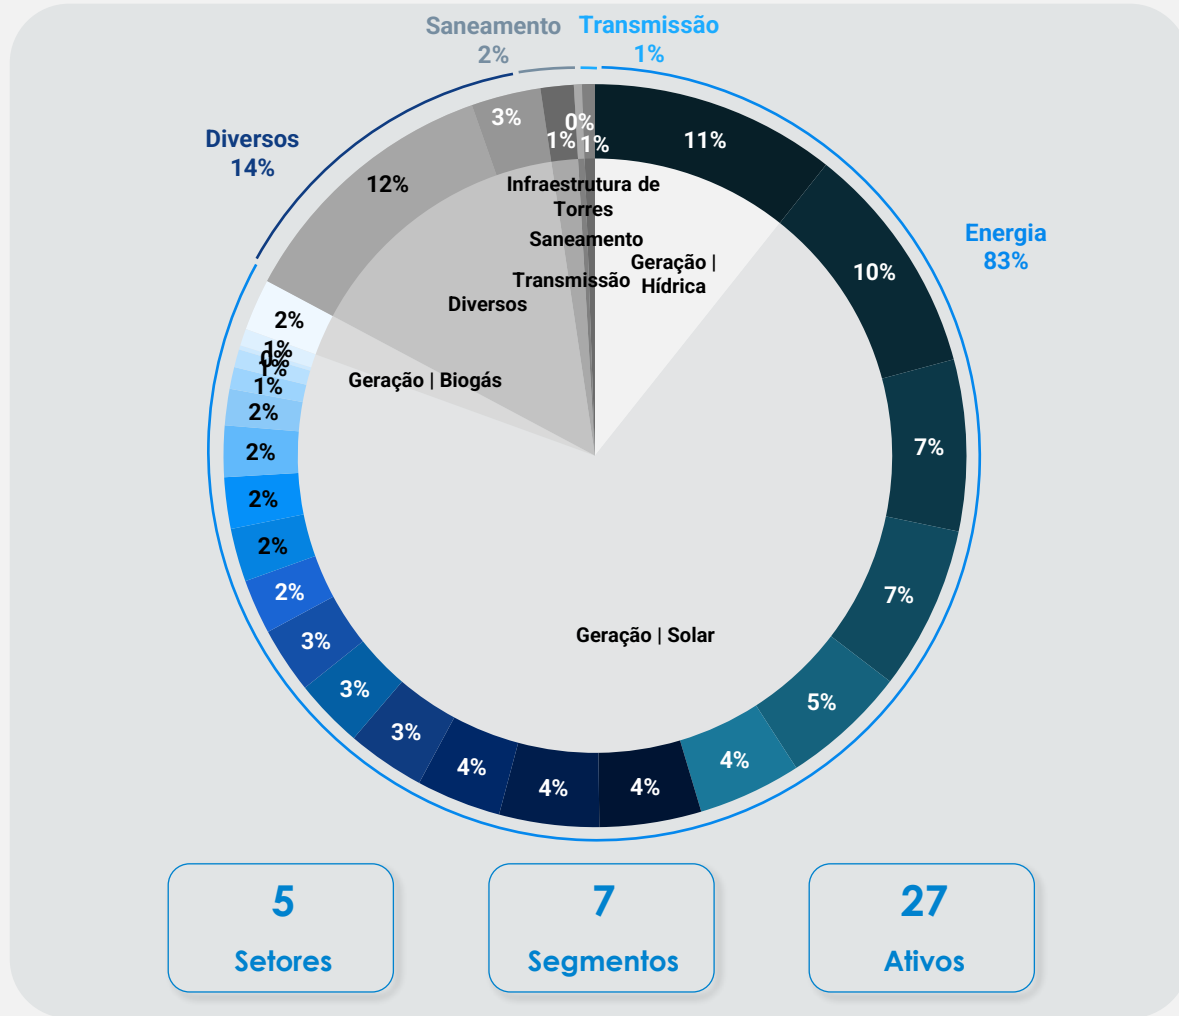 Saneamento
2%
Transmissão
1%
Diversos
14%
Energia
83%
11%
10%
7%
7%
5%
4%
4%
4%
4%
3%
3%
3%
2%
2%
2%
2%
2%
1%
1%
0%
1%
2%
12%
3%
1%
0%
1%
Infraestrutura de
Torres
Saneamento
Transmissão
Diversos
Geração |
Hídrica
Geração | Biogás
Geração | Solar
5
Setores
7
Segmentos
27
Ativos